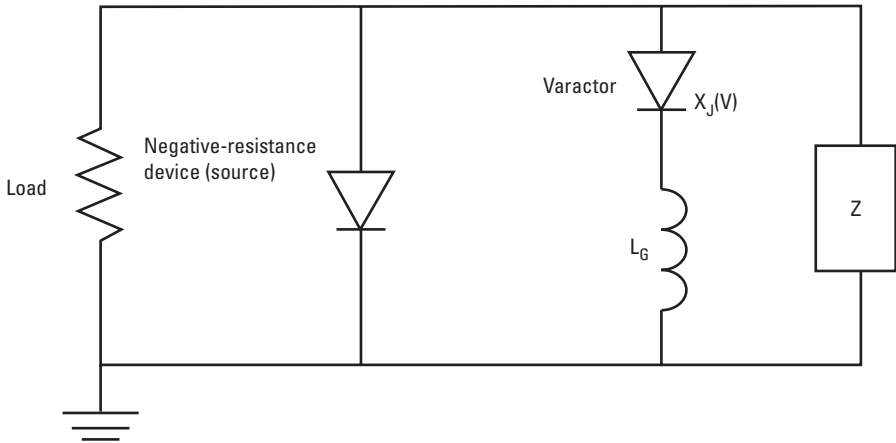 Varactor
X_J(V)
Negative-resistance
device (source)
Load
Z
L_G